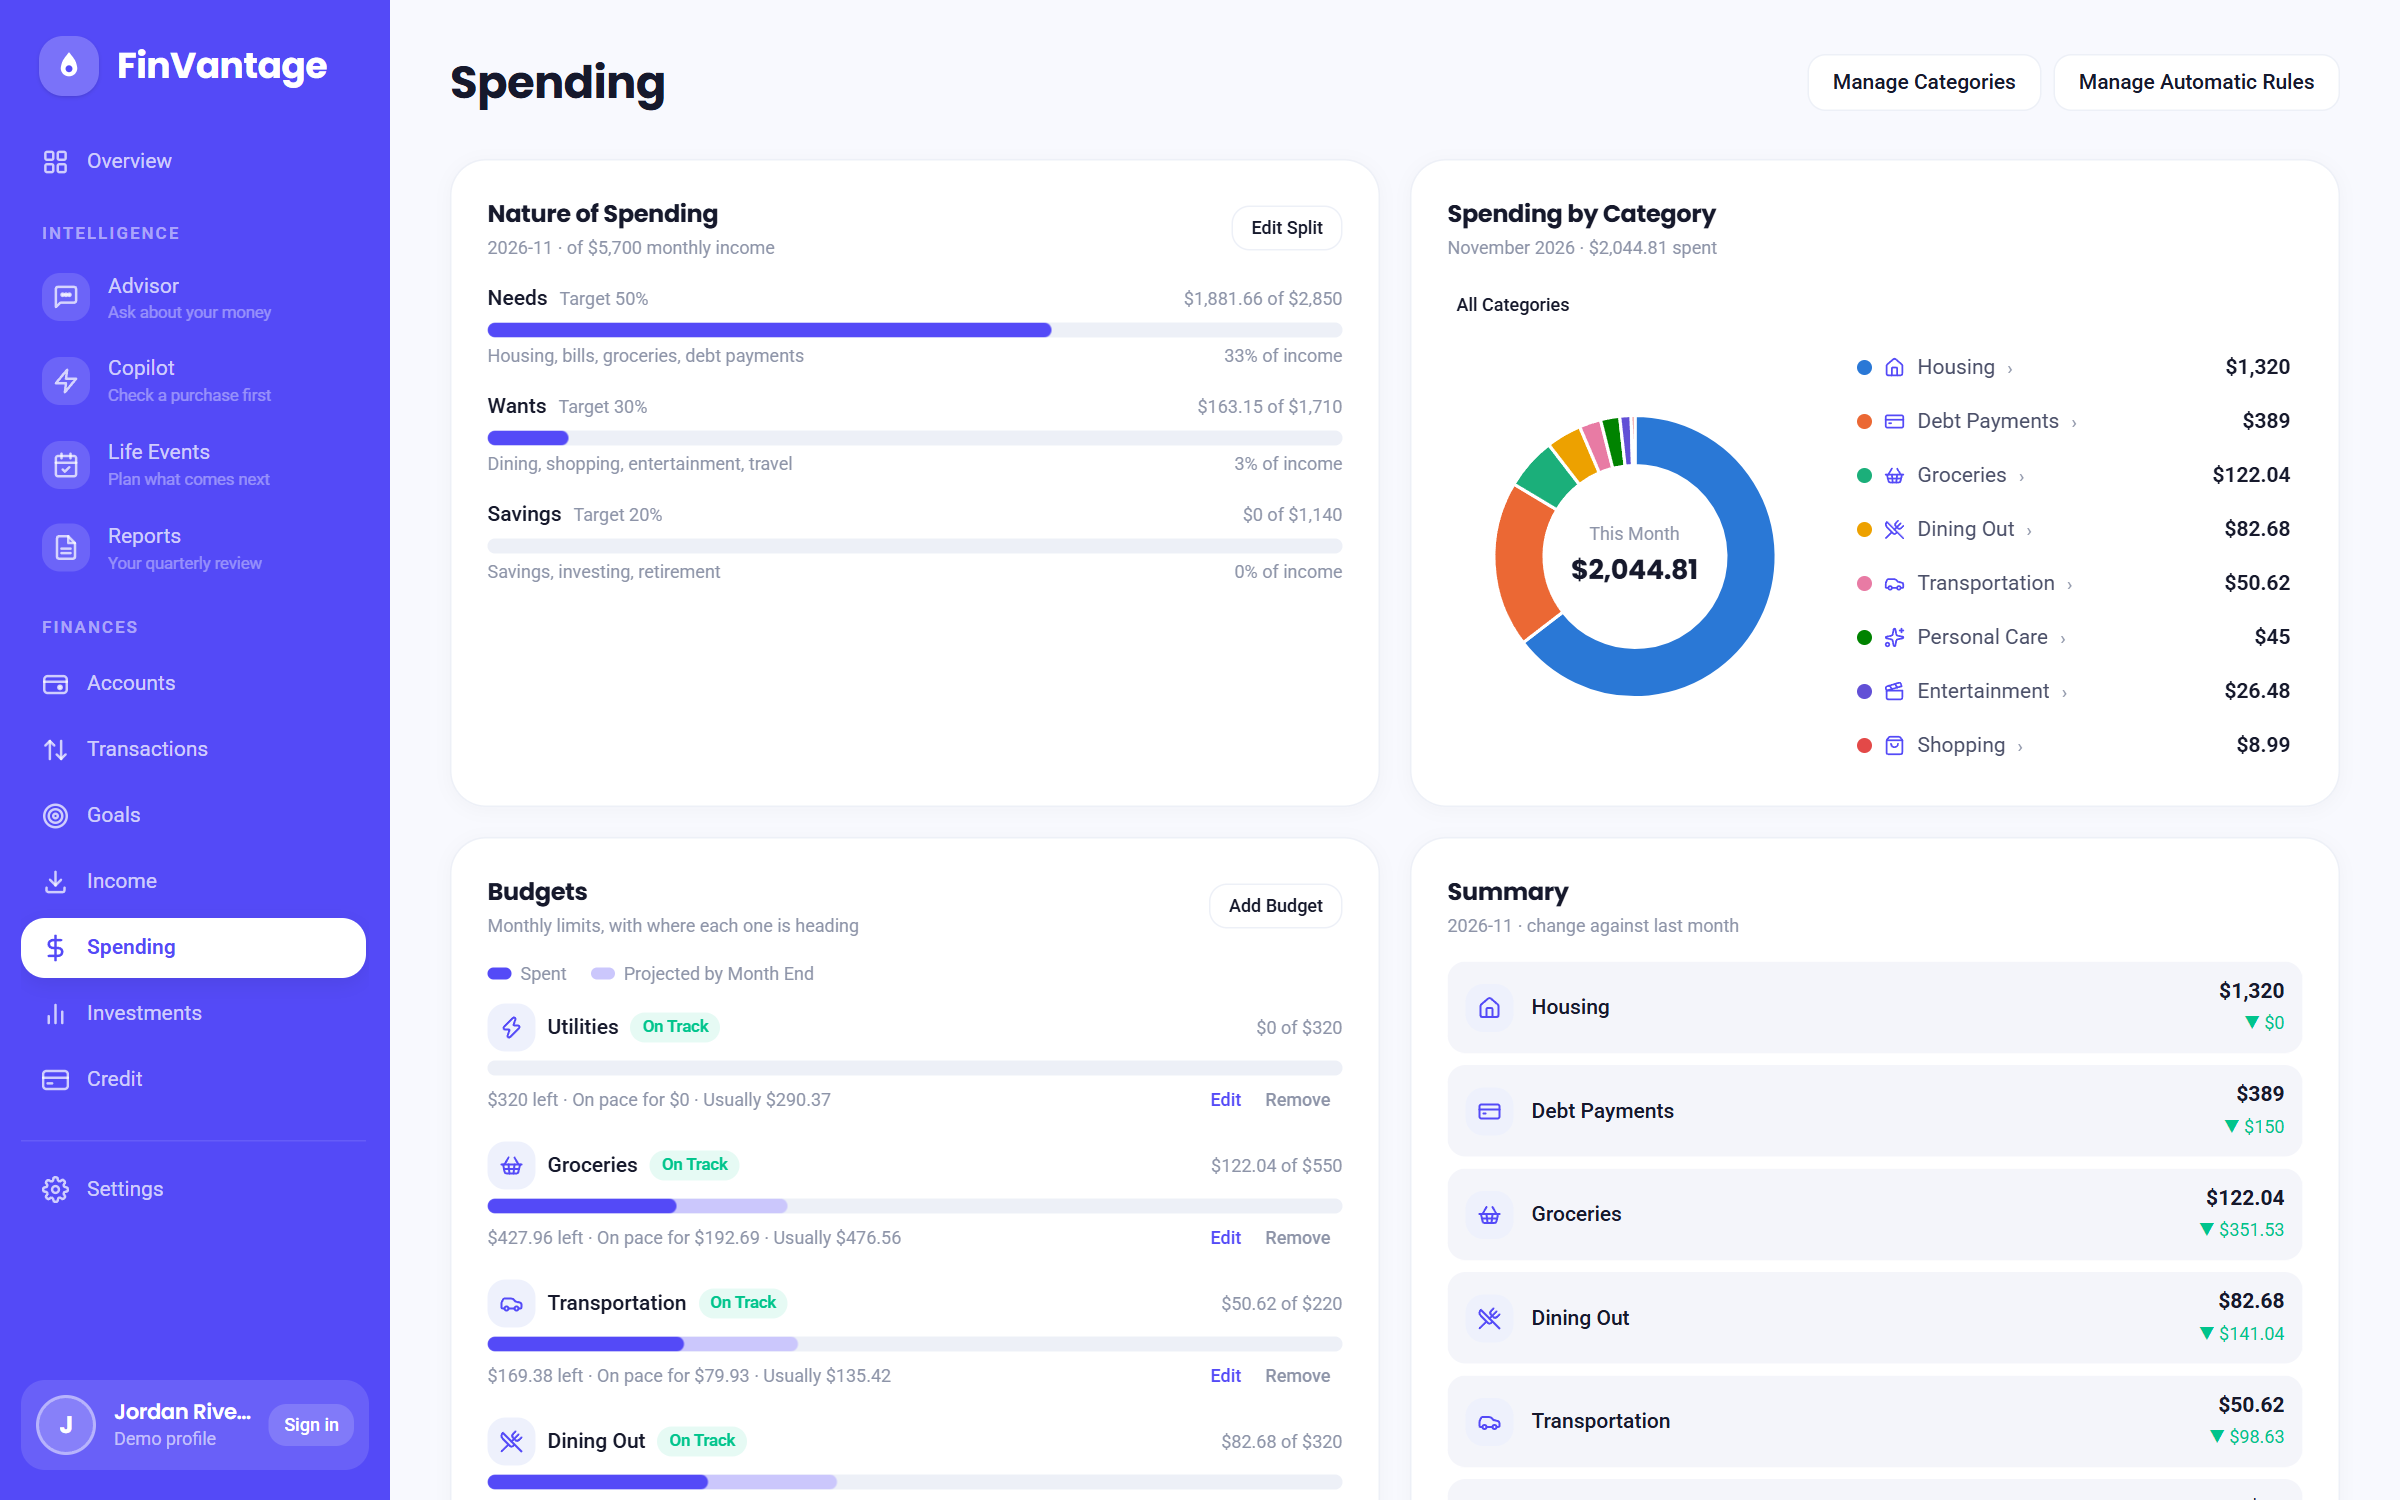 FinVantage
Overview
INTELLIGENCE
Advisor
Ask about your money
Copilot
Check a purchase first
Life Events
Plan what comes next
Reports
Your quarterly review
FINANCES
Accounts
Transactions
Goals
Income
Spending
Investments
Credit
Settings
J
Jordan Rive...
Demo profile
Sign in
Spending
Manage Categories
Manage Automatic Rules
Nature of Spending
2026-11 · of $5,700 monthly income
Edit Split
Needs Target 50% $1,881.66 of $2,850
Housing, bills, groceries, debt payments 33% of income
Wants Target 30% $163.15 of $1,710
Dining, shopping, entertainment, travel 3% of income
Savings Target 20% $0 of $1,140
Savings, investing, retirement 0% of income
Spending by Category
November 2026 · $2,044.81 spent
All Categories
This Month
$2,044.81
Housing › $1,320
Debt Payments › $389
Groceries › $122.04
Dining Out › $82.68
Transportation › $50.62
Personal Care › $45
Entertainment › $26.48
Shopping › $8.99
Budgets
Monthly limits, with where each one is heading
Add Budget
Spent Projected by Month End
Utilities On Track $0 of $320
$320 left · On pace for $0 · Usually $290.37 Edit Remove
Groceries On Track $122.04 of $550
$427.96 left · On pace for $192.69 · Usually $476.56 Edit Remove
Transportation On Track $50.62 of $220
$169.38 left · On pace for $79.93 · Usually $135.42 Edit Remove
Dining Out On Track $82.68 of $320
Summary
2026-11 · change against last month
Housing $1,320
▼ $0
Debt Payments $389
▼ $150
Groceries $122.04
▼ $351.53
Dining Out $82.68
▼ $141.04
Transportation $50.62
▼ $98.63